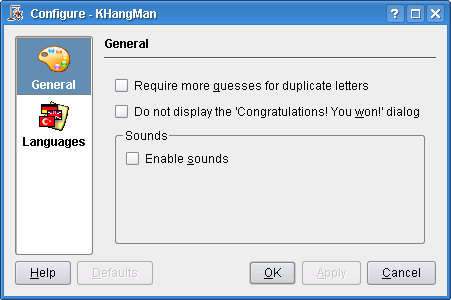 Configure - KHangMan
General
General
Require more guesses for duplicate letters
Do not display the 'Congratulations! You won!' dialog
Languages
Sounds
Enable sounds
Help
Defaults
OK
Apply
Cancel